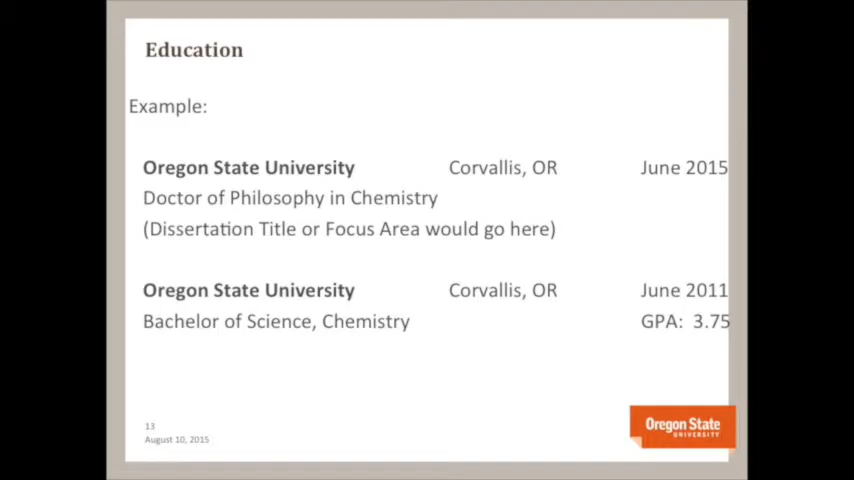 Education
Example:
Oregon State University Corvallis, OR June 2015
Doctor of Philosophy in Chemistry
(Dissertation Title or Focus Area would go here)
Oregon State University Corvallis, OR June 2011
Bachelor of Science, Chemistry GPA: 3.75
13
August 10, 2015
Oregon State
UNIVERSITY